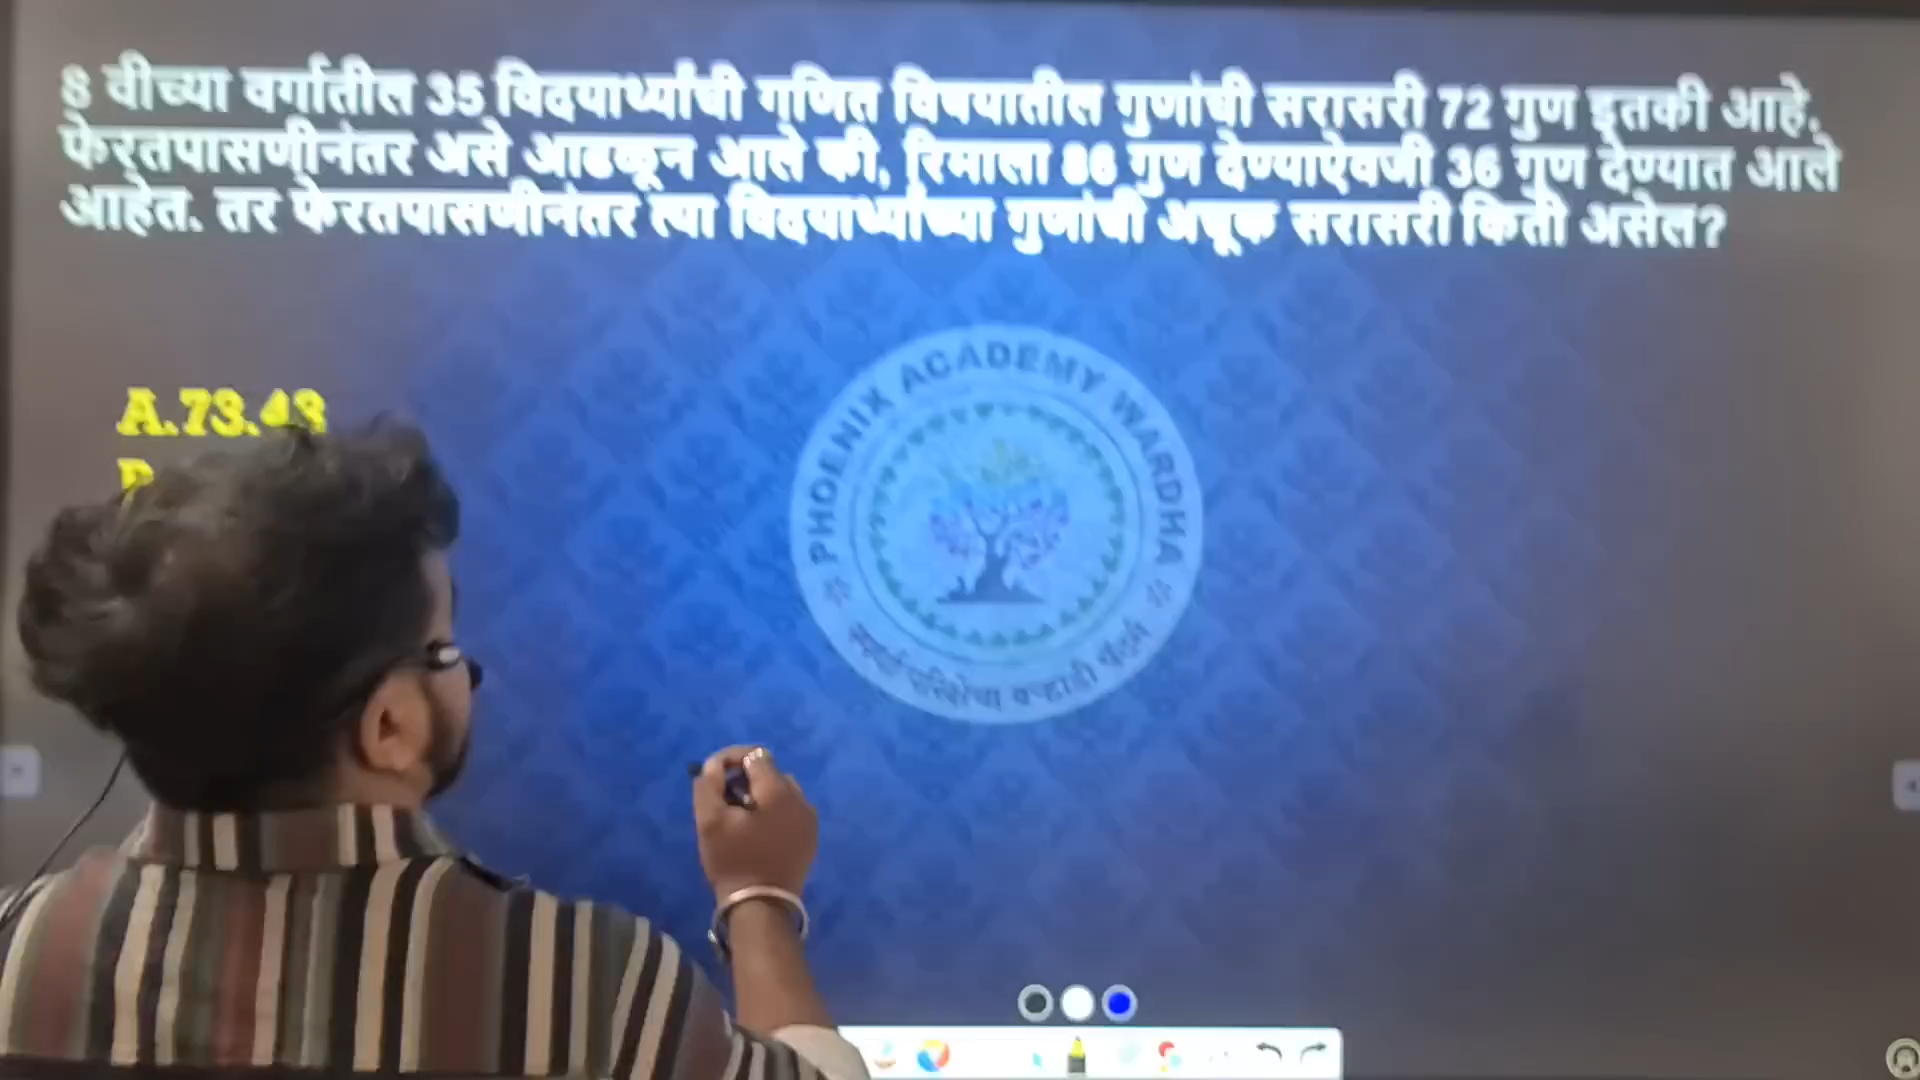 8 वीच्या वर्गातील 35 विदयार्थ्यांची गणित विषयातील गुणांची सरासरी 72 गुण इतकी आहे.
फेरतपासणीनंतर असे आढळून आले की, रिमाला 86 गुण देण्याऐवजी 36 गुण देण्यात आले
आहेत. तर फेरतपासणीनंतर त्या विदयार्थ्यांच्या गुणांची अचूक सरासरी किती असेल?
A.73.43
PHOENIX ACADEMY WARDHA